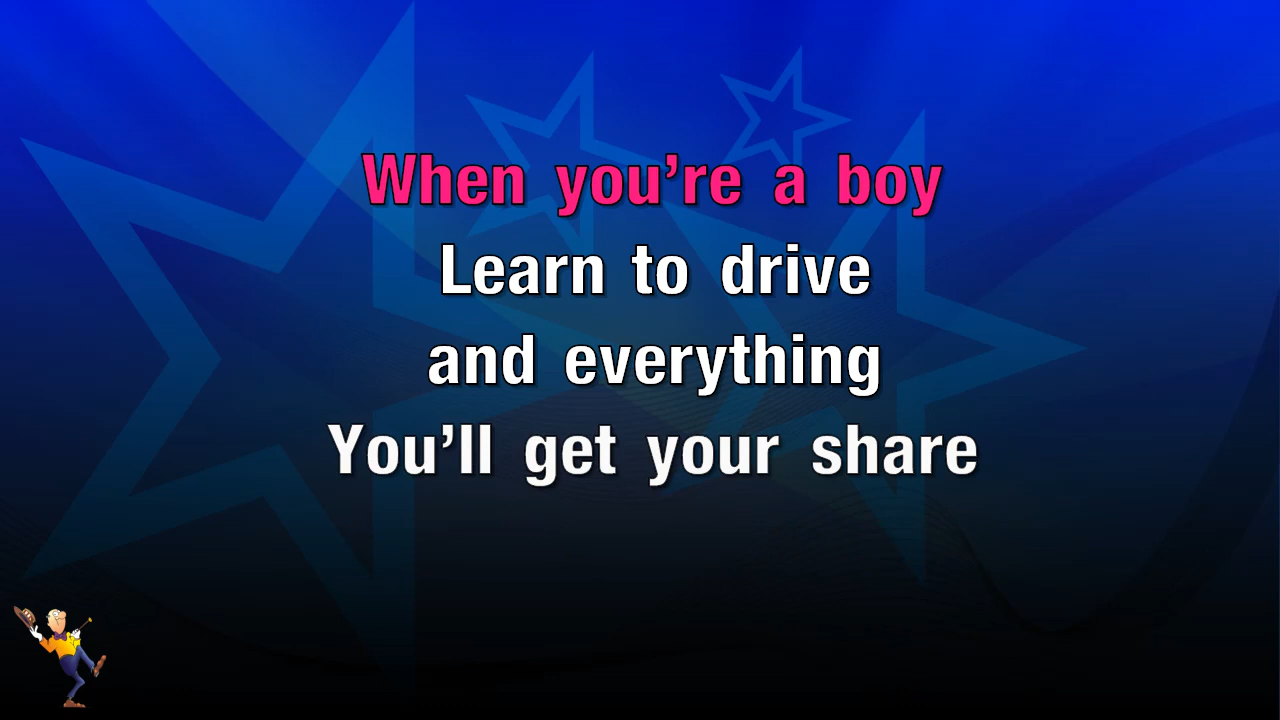 When you’re a boy
Learn to drive
and everything
You’ll get your share